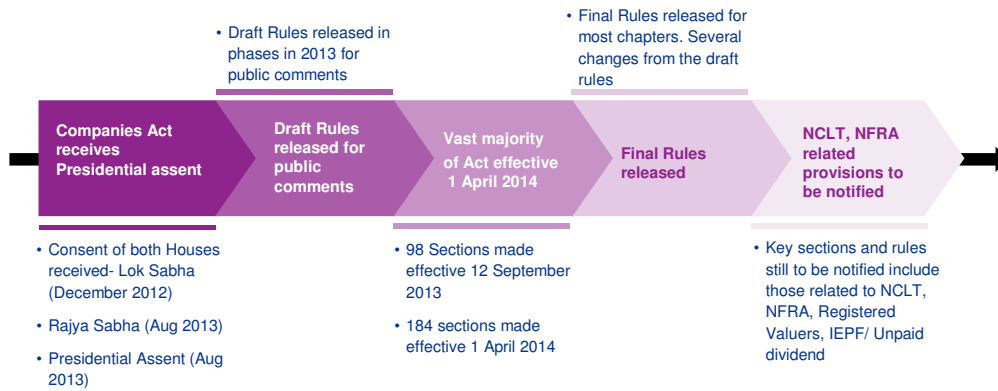 • Draft Rules released in
phases in 2013 for
public comments
• Final Rules released for
most chapters. Several
changes from the draft
rules
Companies Act
receives
Presidential assent
Draft Rules
released for
public
comments
Vast majority
of Act effective
1 April 2014
Final Rules
released
NCLT, NFRA
related
provisions to
be notified
• Consent of both Houses
received- Lok Sabha
(December 2012)
• Rajya Sabha (Aug 2013)
• Presidential Assent (Aug
2013)
• 98 Sections made
effective 12 September
2013
• 184 sections made
effective 1 April 2014
• Key sections and rules
still to be notified include
those related to NCLT,
NFRA, Registered
Valuers, IEPF/ Unpaid
dividend